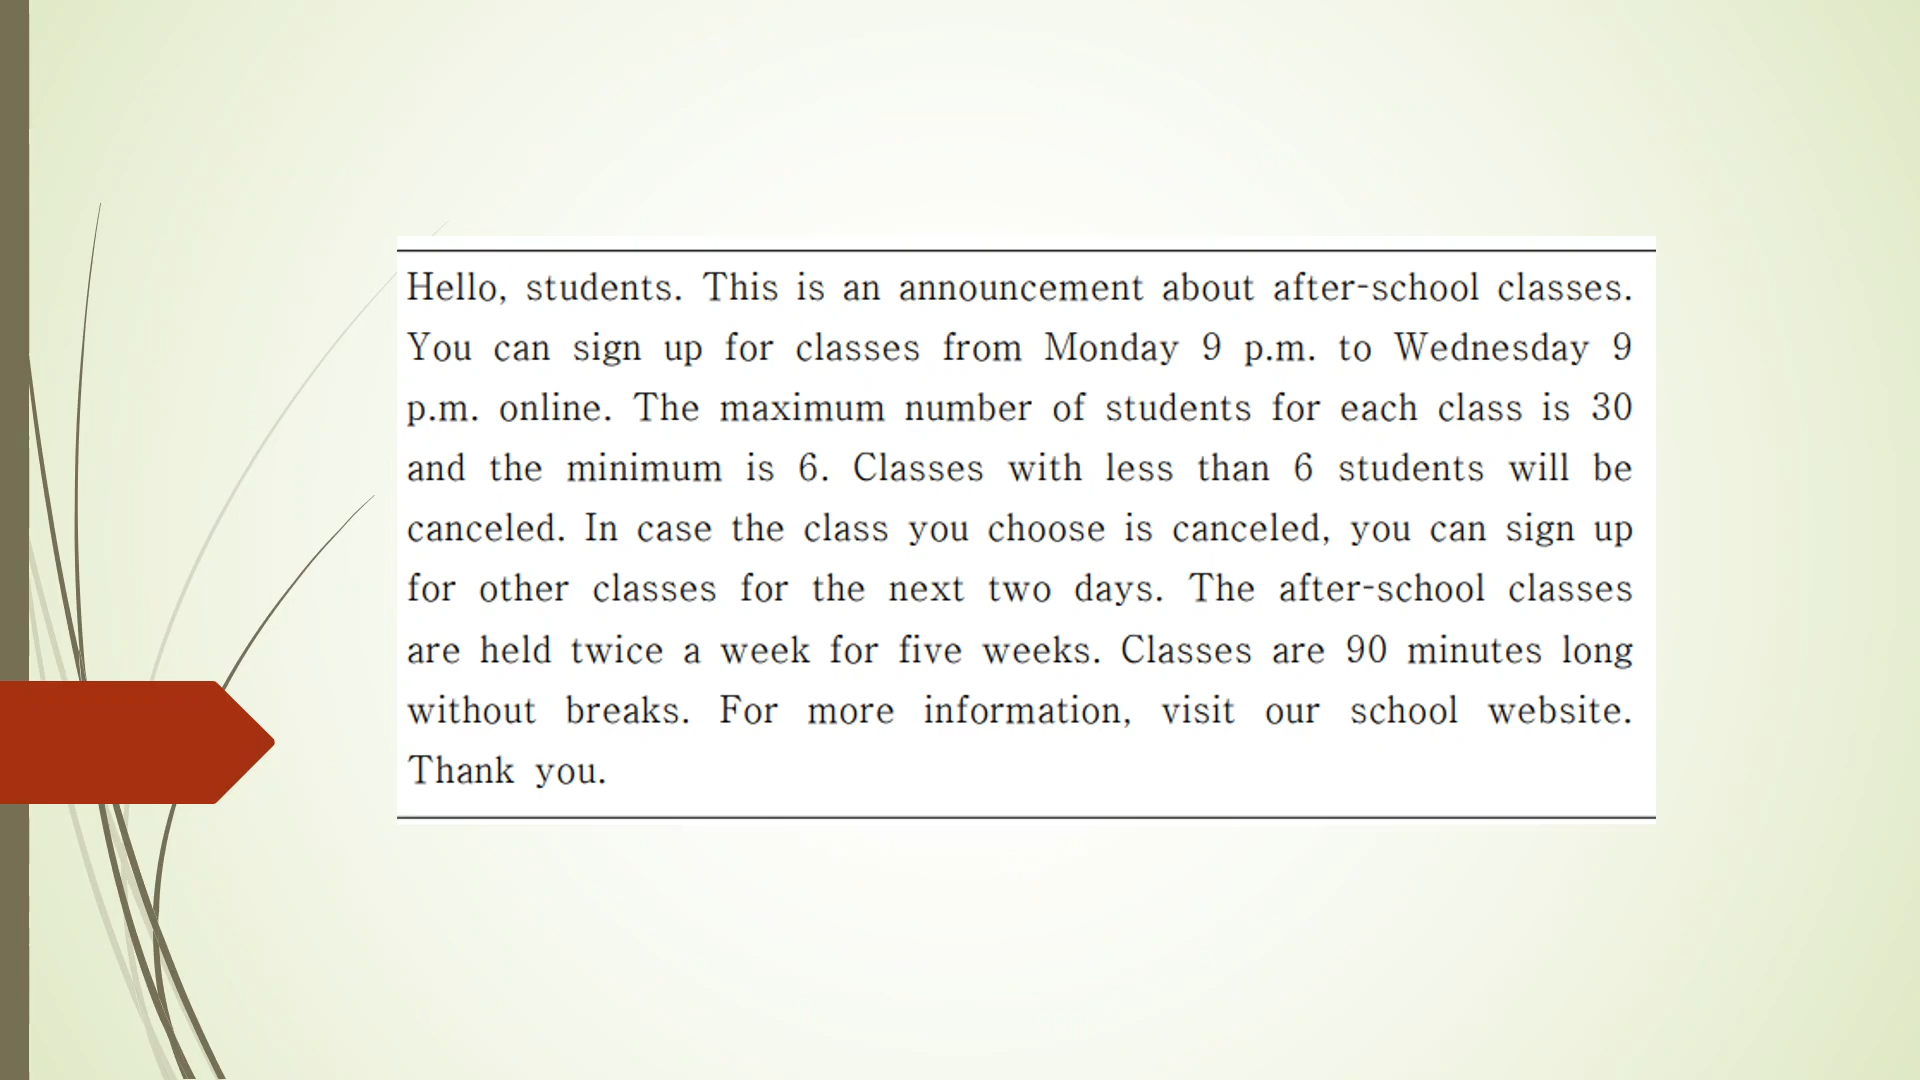 Hello, students. This is an announcement about after-school classes.
You can sign up for classes from Monday 9 p.m. to Wednesday 9
p.m. online. The maximum number of students for each class is 30
and the minimum is 6. Classes with less than 6 students will be
canceled. In case the class you choose is canceled, you can sign up
for other classes for the next two days. The after-school classes
are held twice a week for five weeks. Classes are 90 minutes long
without breaks. For more information, visit our school website.
Thank you.